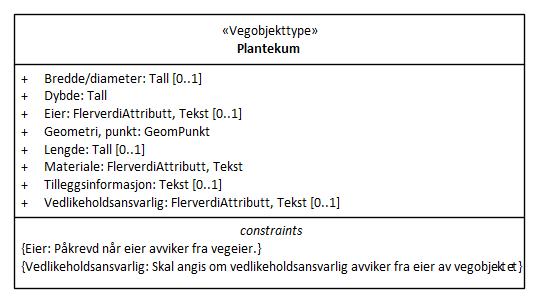 «Vegobjekttype»
Plantekum
+ Bredde/diameter: Tall [0..1]
+ Dybde: Tall
+ Eier: FlerverdiAttributt, Tekst [0..1]
+ Geometri, punkt: GeomPunkt
+ Lengde: Tall [0..1]
+ Materiale: FlerverdiAttributt, Tekst
+ Tilleggsinformasjon: Tekst [0..1]
+ Vedlikeholdsansvarlig: FlerverdiAttributt, Tekst [0..1]
constraints
{Eier: Påkrevd når eier avviker fra vegeier.}
{Vedlikeholdsansvarlig: Skal angis om vedlikeholdsansvarlig avviker fra eier av vegobjektet}